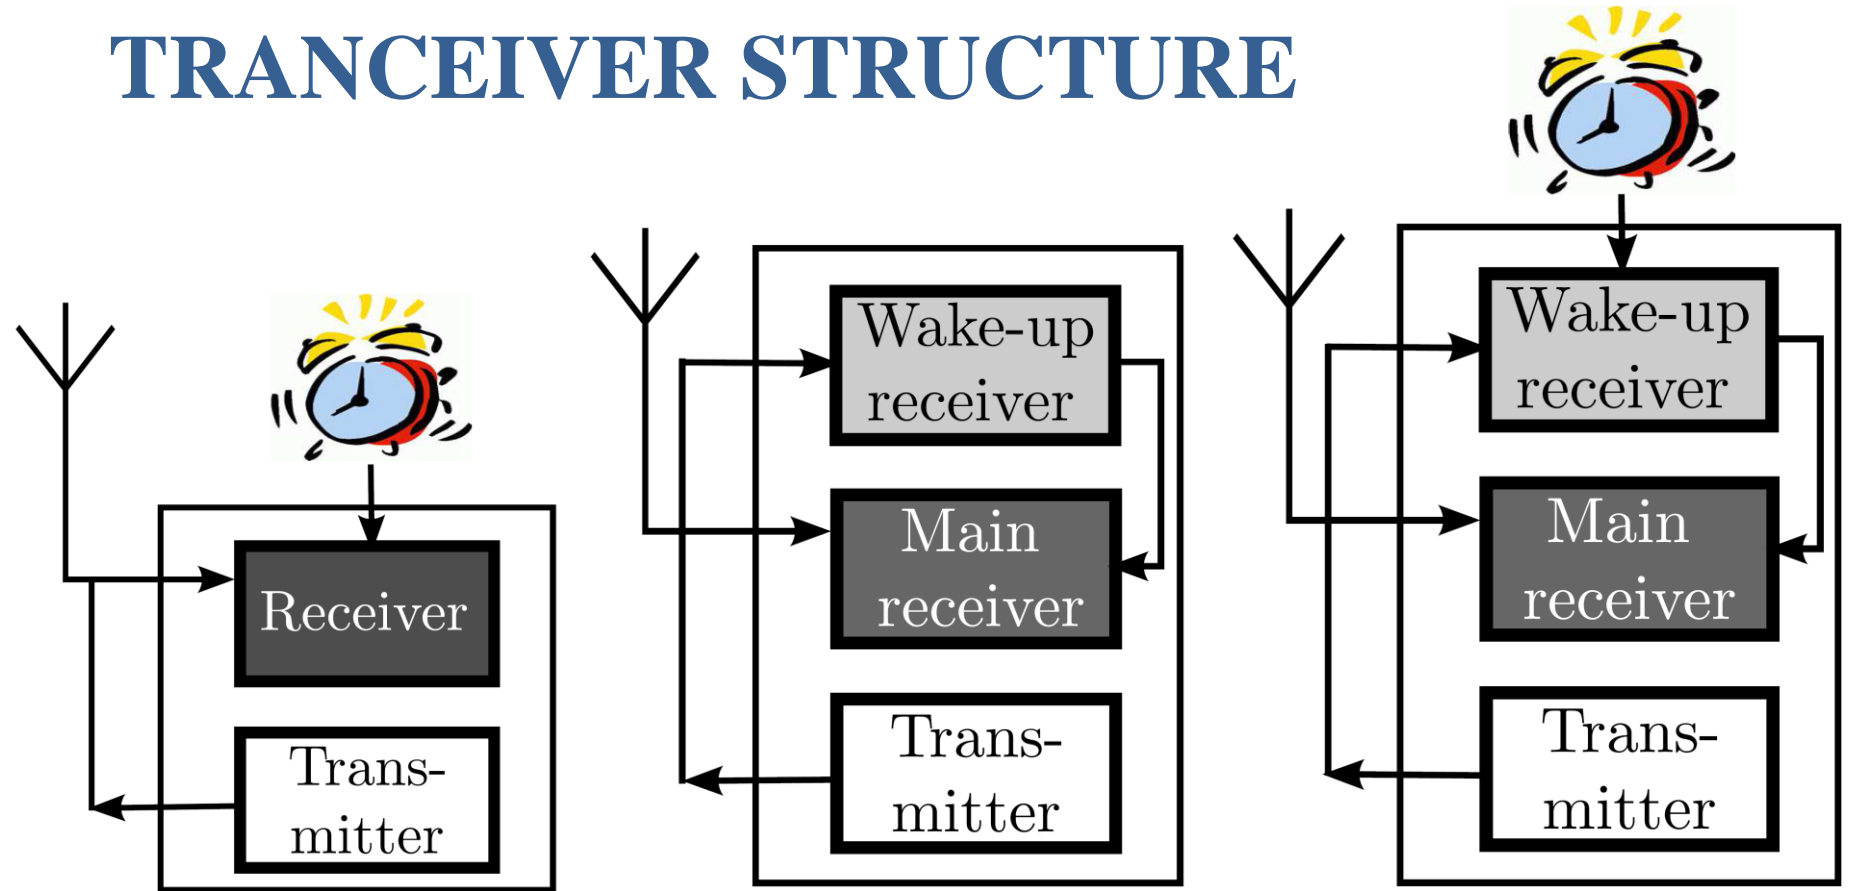 TRANCEIVER STRUCTURE
Receiver
Trans-
mitter
Wake-up
receiver
Main
receiver
Trans-
mitter
Wake-up
receiver
Main
receiver
Trans-
mitter